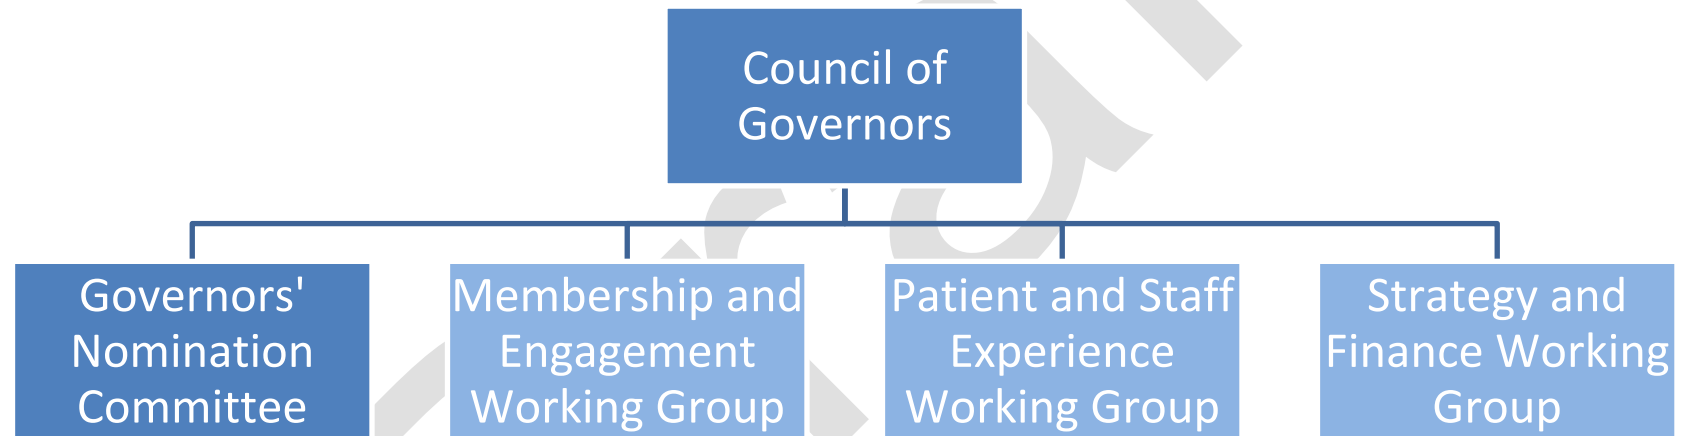 Council of
Governors
Governors'
Nomination
Committee
Membership and
Engagement
Working Group
Patient and Staff
Experience
Working Group
Strategy and
Finance Working
Group